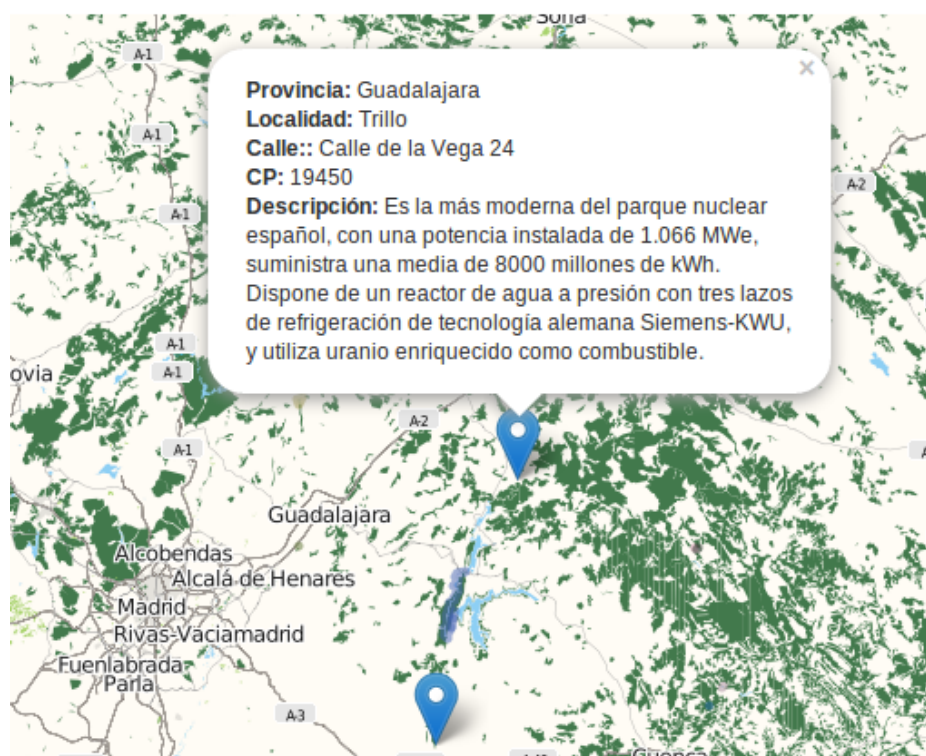 Soria
A-1
×
Provincia: Guadalajara
Localidad: Trillo
A-1
Calle:: Calle de la Vega 24
CP: 19450
A-2
Descripción: Es la más moderna del parque nuclear
A-1
español, con una potencia instalada de 1.066 MWe,
suministra una media de 8000 millones de kWh.
Dispone de un reactor de agua a presión con tres lazos
de refrigeración de tecnología alemana Siemens-KWU,
A-1
y utiliza uranio enriquecido como combustible.
ovia
A-1
A-2
A-1
Guadalajara
Alcobendas
Alcalá de Henares
Madrid
Rivas-Vaciamadrid
Fuenlabrada
Parla
A-3
Cuenca